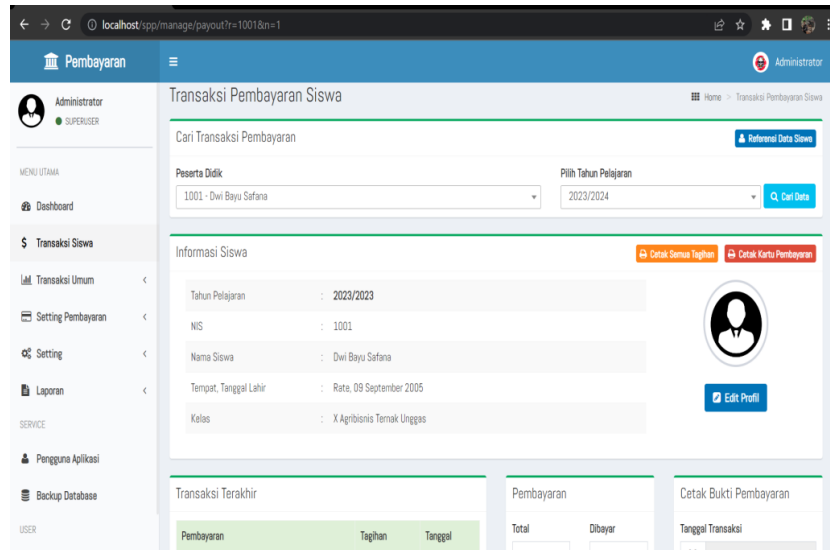 localhost/spp/manage/payout?r=1001&n=1
Pembayaran
Administrator
Administrator
SUPERUSER
MENU UTAMA
Dashboard
Transaksi Siswa
Transaksi Umum
Setting Pembayaran
Setting
Laporan
SERVICE
Pengguna Aplikasi
Backup Database
USER
Transaksi Pembayaran Siswa
Home > Transaksi Pembayaran Siswa
Cari Transaksi Pembayaran
Referensi Data Siswa
Peserta Didik
Pilih Tahun Pelajaran
1001 - Dwi Bayu Safana
2023/2024
Cari Data
Informasi Siswa
Cetak Semua Tagihan
Cetak Kartu Pembayaran
Tahun Pelajaran : 2023/2023
NIS : 1001
Nama Siswa : Dwi Bayu Safana
Tempat, Tanggal Lahir : Rate, 09 September 2005
Kelas : X Agribisnis Ternak Unggas
Edit Profil
Transaksi Terakhir
Pembayaran Tagihan Tanggal
Pembayaran
Total Dibayar
Cetak Bukti Pembayaran
Tanggal Transaksi